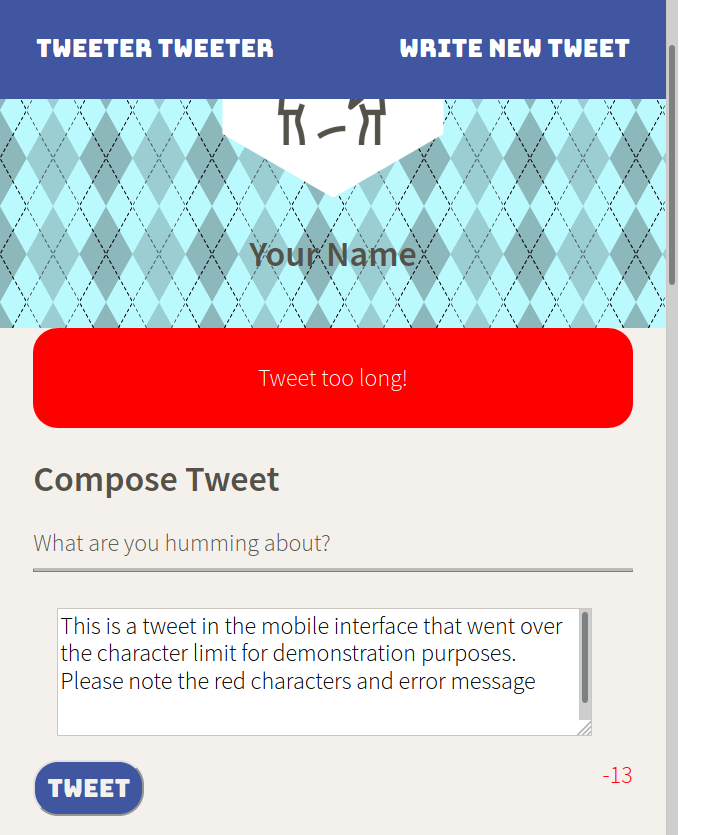 TWEETER TWEETER
WRITE NEW TWEET
Your Name
Tweet too long!
Compose Tweet
What are you humming about?
This is a tweet in the mobile interface that went over
the character limit for demonstration purposes.
Please note the red characters and error message
TWEET
-13